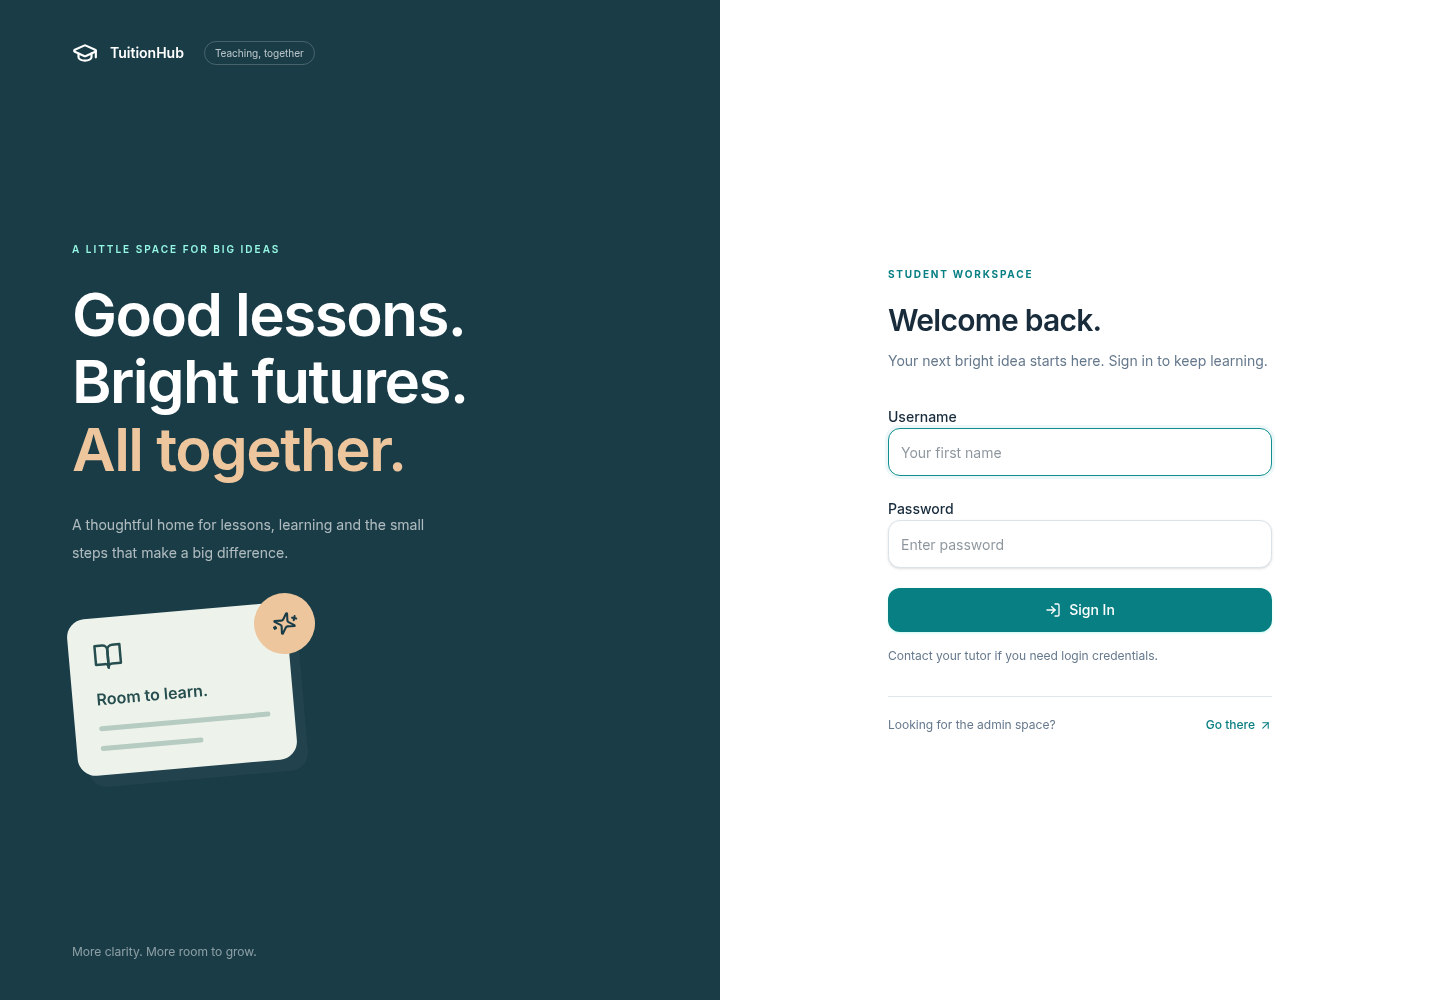 TuitionHub
Teaching, together
A LITTLE SPACE FOR BIG IDEAS
Good lessons.
Bright futures.
All together.
A thoughtful home for lessons, learning and the small
steps that make a big difference.
Room to learn.
More clarity. More room to grow.
STUDENT WORKSPACE
Welcome back.
Your next bright idea starts here. Sign in to keep learning.
Username
Your first name
Password
Enter password
Sign In
Contact your tutor if you need login credentials.
Looking for the admin space?
Go there